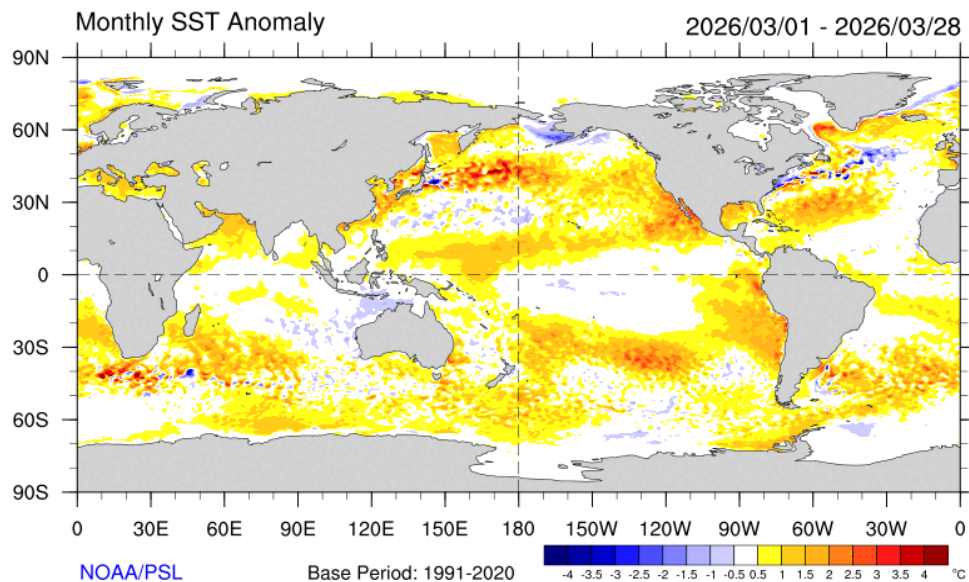 Monthly SST Anomaly 2026/03/01 - 2026/03/28
90N
60N
30N
0
30S
60S
90S
0 30E 60E 90E 120E 150E 180 150W 120W 90W 60W 30W 0
NOAA/PSL Base Period: 1991-2020
-4 -3.5 -3 -2.5 -2 -1.5 -1 -0.5 0.5 1 1.5 2 2.5 3 3.5 4 °C